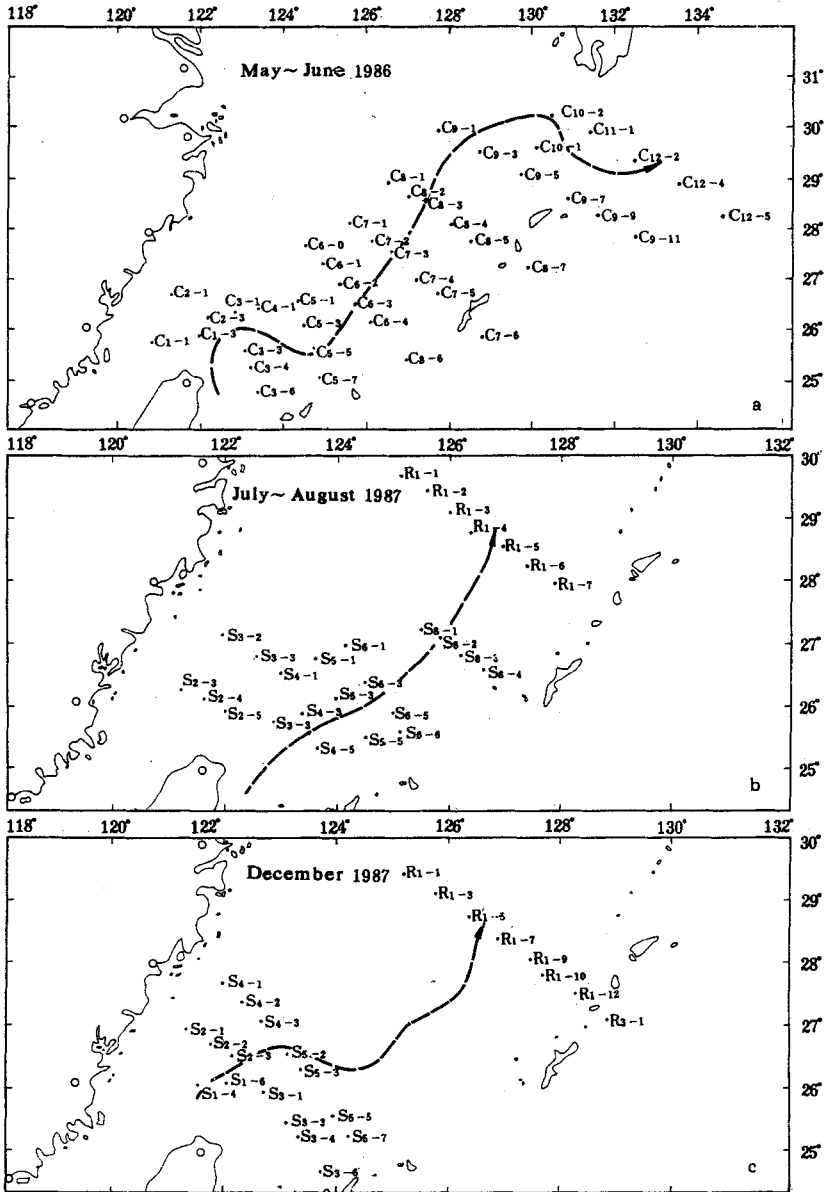 118° 120° 122° 124° 126° 128° 130° 132° 134°
May~June 1986
31°
C10-2
C9-1
C11-1
30°
C9-3
C10-1
C12-2
C8-1
C9-5
C12-4
29°
C8-2
C8-3
C9-7
C7-1
C8-4
C9-9
C12-5
28°
C6-0
C7-2
C8-5
C9-11
C7-3
C6-1
C8-7
27°
C2-1
C6-2
C7-4
C3-1
C4-1
C5-1
C7-5
C2-3
C6-3
C1-1
C1-3
C5-3
C6-4
C7-6
26°
C3-3
C5-5
C8-6
C3-4
C3-6
C5-7
25°
a
118° 120° 122° 124° 126° 128° 130° 132°
30°
R1-1
July~August 1987
R1-2
R1-3
29°
R1-4
R1-5
R1-6
R1-7
28°
S3-2
S6-1
S8-1
27°
S3-3
S5-1
S8-2
S4-1
S6-4
S2-3
S6-3
S2-4
S5-3
26°
S2-5
S4-3
S6-5
S3-3
S4-5
S5-5
S6-6
25°
b
118° 120° 122° 124° 126° 128° 130° 132°
30°
December 1987
R1-1
R1-3
29°
R1-5
R1-7
R1-9
28°
S4-1
R1-10
S4-2
R1-12
S2-1
S4-3
R3-1
27°
S2-2
S2-3
S5-2
S5-3
S1-4
S1-6
S3-1
26°
S3-3
S5-5
S3-4
S6-7
S3-6
25°
c